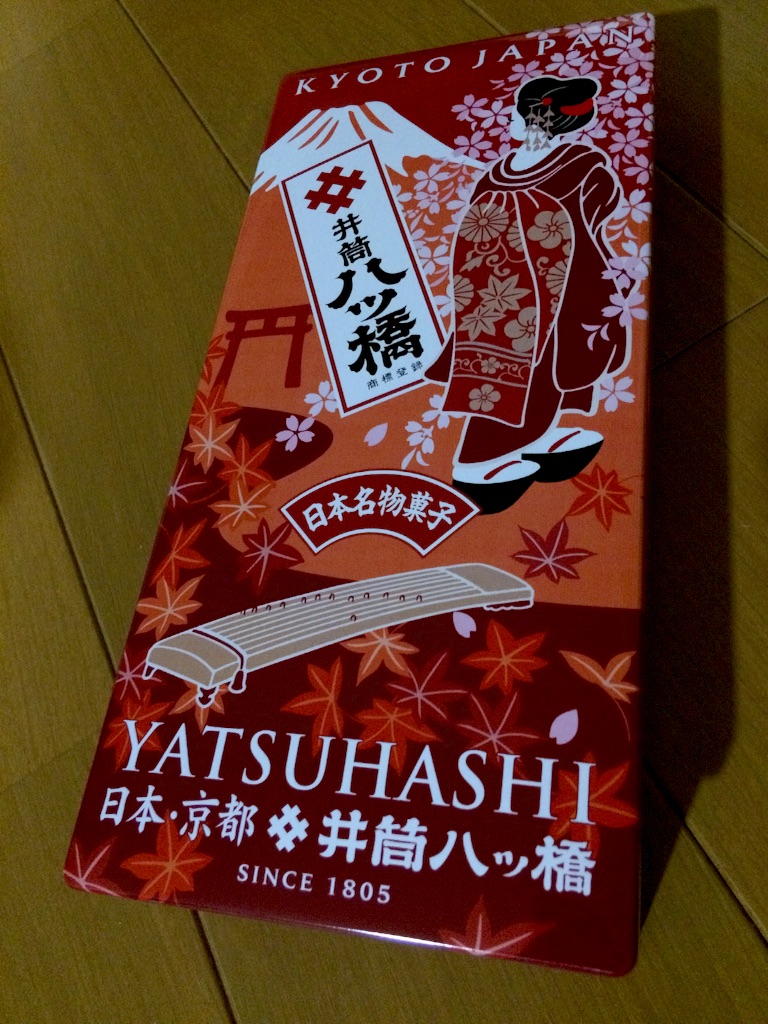 KYOTO JAPAN
井筒
八ッ橋
商標登録
日本名物菓子
YATSUHASHI
日本・京都 井筒八ッ橋
SINCE 1805